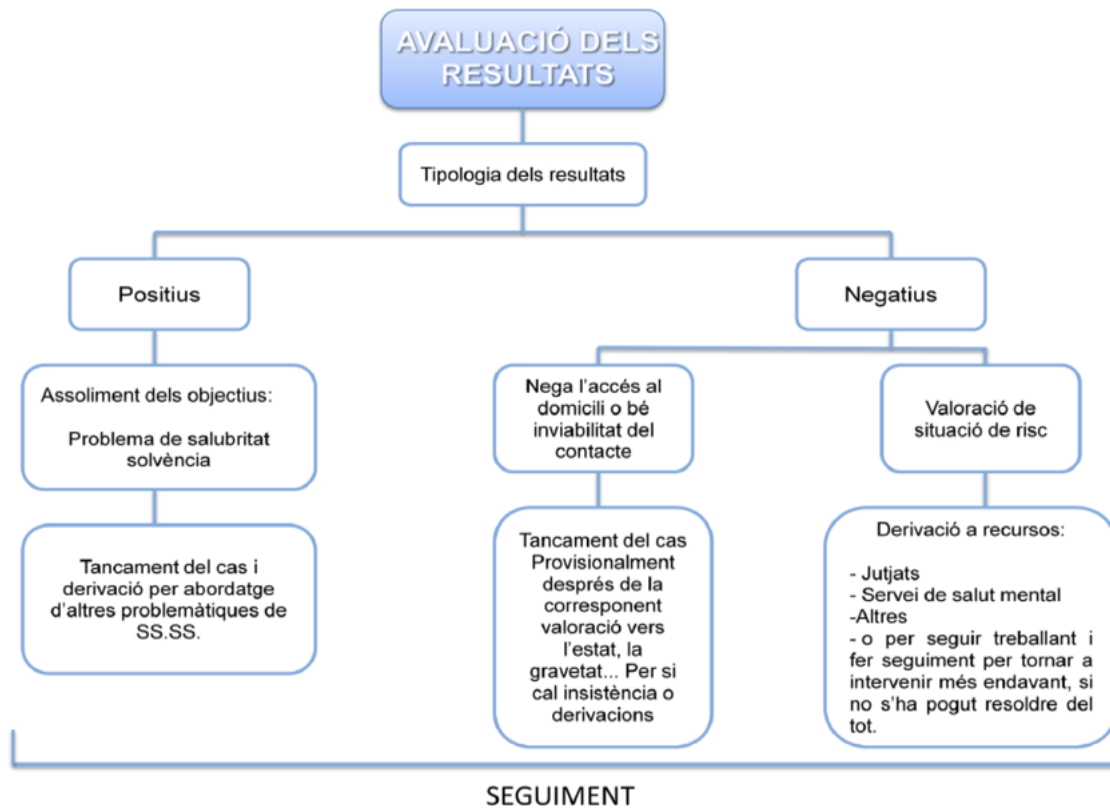 AVALUACIÓ DELS
RESULTATS
Tipologia dels resultats
Positius
Negatius
Assoliment dels objectius:
Problema de salubritat
solvència
Nega l'accés al
domicili o bé
inviabilitat del
contacte
Valoració de
situació de risc
Tancament del cas i
derivació per abordatge
d'altres problemàtiques de
SS.SS.
Tancament del cas
Provisionalment
després de la
corresponent
valoració vers
l'estat, la
gravetat... Per si
cal insistència o
derivacions
Derivació a recursos:
- Jutjats
- Servei de salut mental
-Altres
- o per seguir treballant i
fer seguiment per tornar a
intervenir més endavant, si
no s'ha pogut resoldre del
tot.
SEGUIMENT